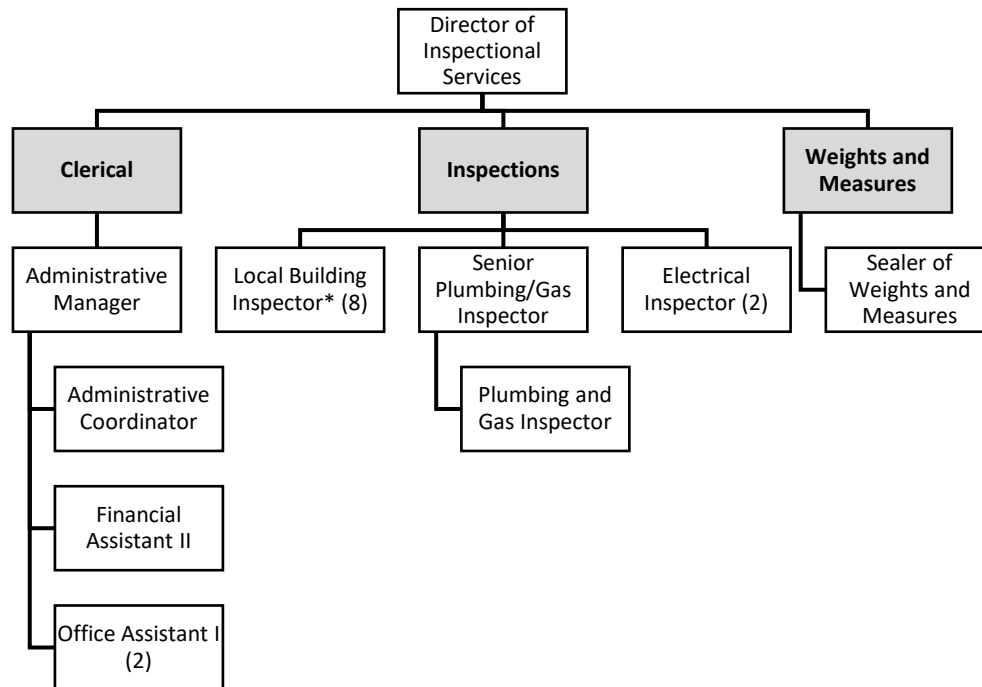 Director of
Inspectional
Services
Clerical
Inspections
Weights and
Measures
Administrative
Manager
Local Building
Inspector* (8)
Senior
Plumbing/Gas
Inspector
Electrical
Inspector (2)
Sealer of
Weights and
Measures
Administrative
Coordinator
Plumbing and
Gas Inspector
Financial
Assistant II
Office Assistant I
(2)